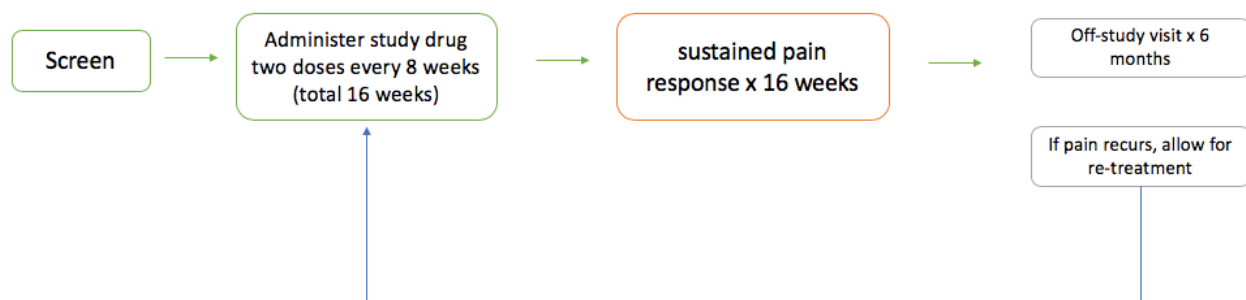 Screen
Administer study drug
two doses every 8 weeks
(total 16 weeks)
sustained pain
response x 16 weeks
Off-study visit x 6
months
If pain recurs, allow for
re-treatment